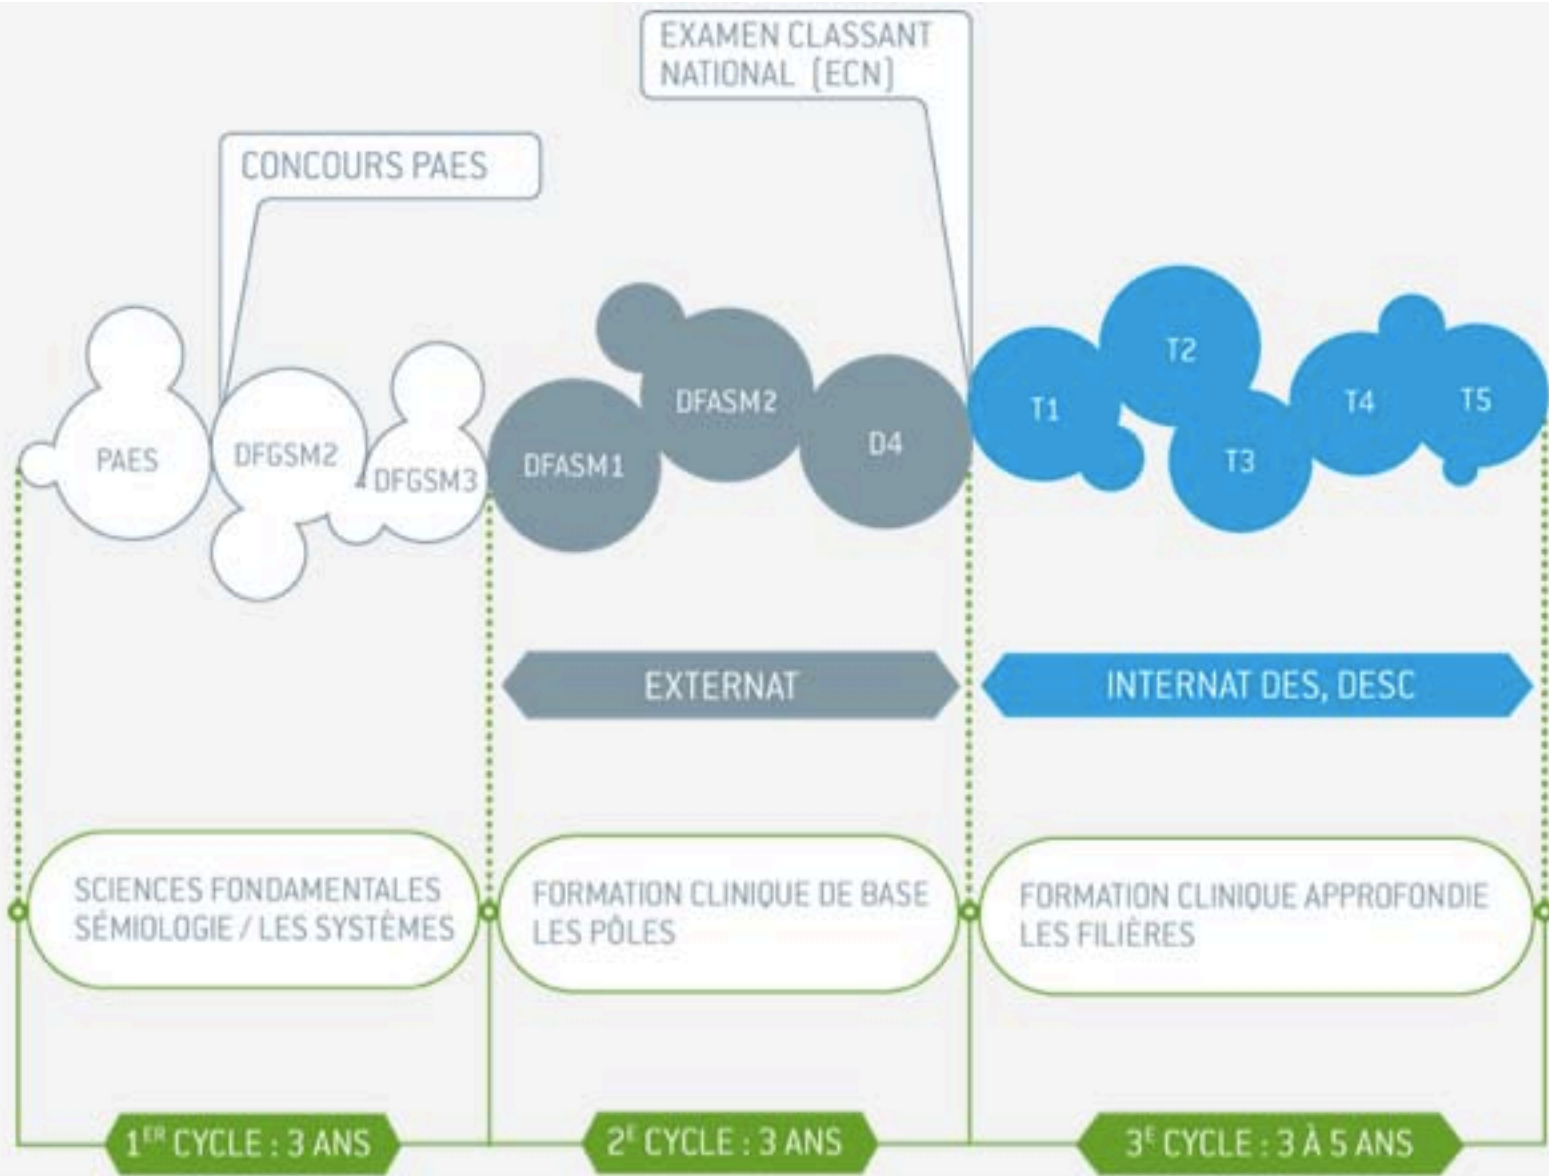 EXAMEN CLASSANT
NATIONAL (ECN)
CONCOURS PAES
PAES
DFGSM2
DFGSM3
DFASM1
DFASM2
D4
T1
T2
T3
T4
T5
EXTERNAT
INTERNAT DES, DESC
SCIENCES FONDAMENTALES
SÉMIOLOGIE / LES SYSTÈMES
FORMATION CLINIQUE DE BASE
LES PÔLES
FORMATION CLINIQUE APPROFONDIE
LES FILIÈRES
1ER CYCLE : 3 ANS
2E CYCLE : 3 ANS
3E CYCLE : 3 À 5 ANS